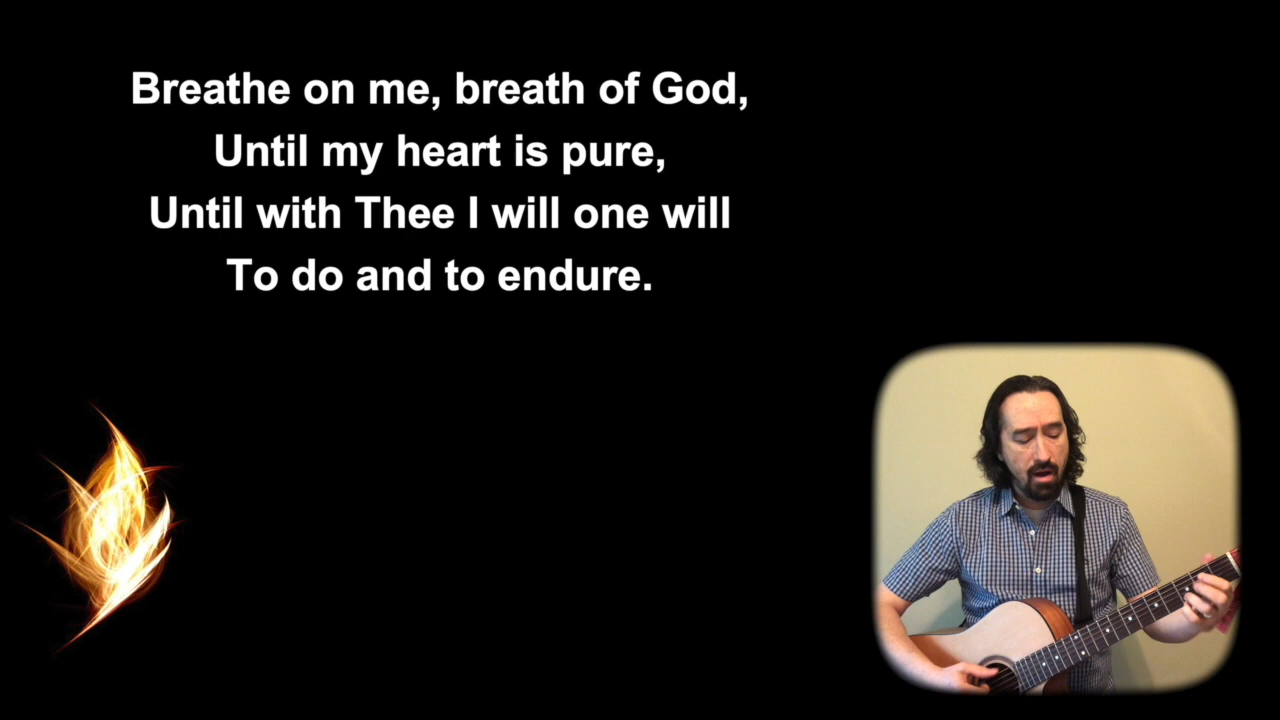 Breathe on me, breath of God,
Until my heart is pure,
Until with Thee I will one will
To do and to endure.